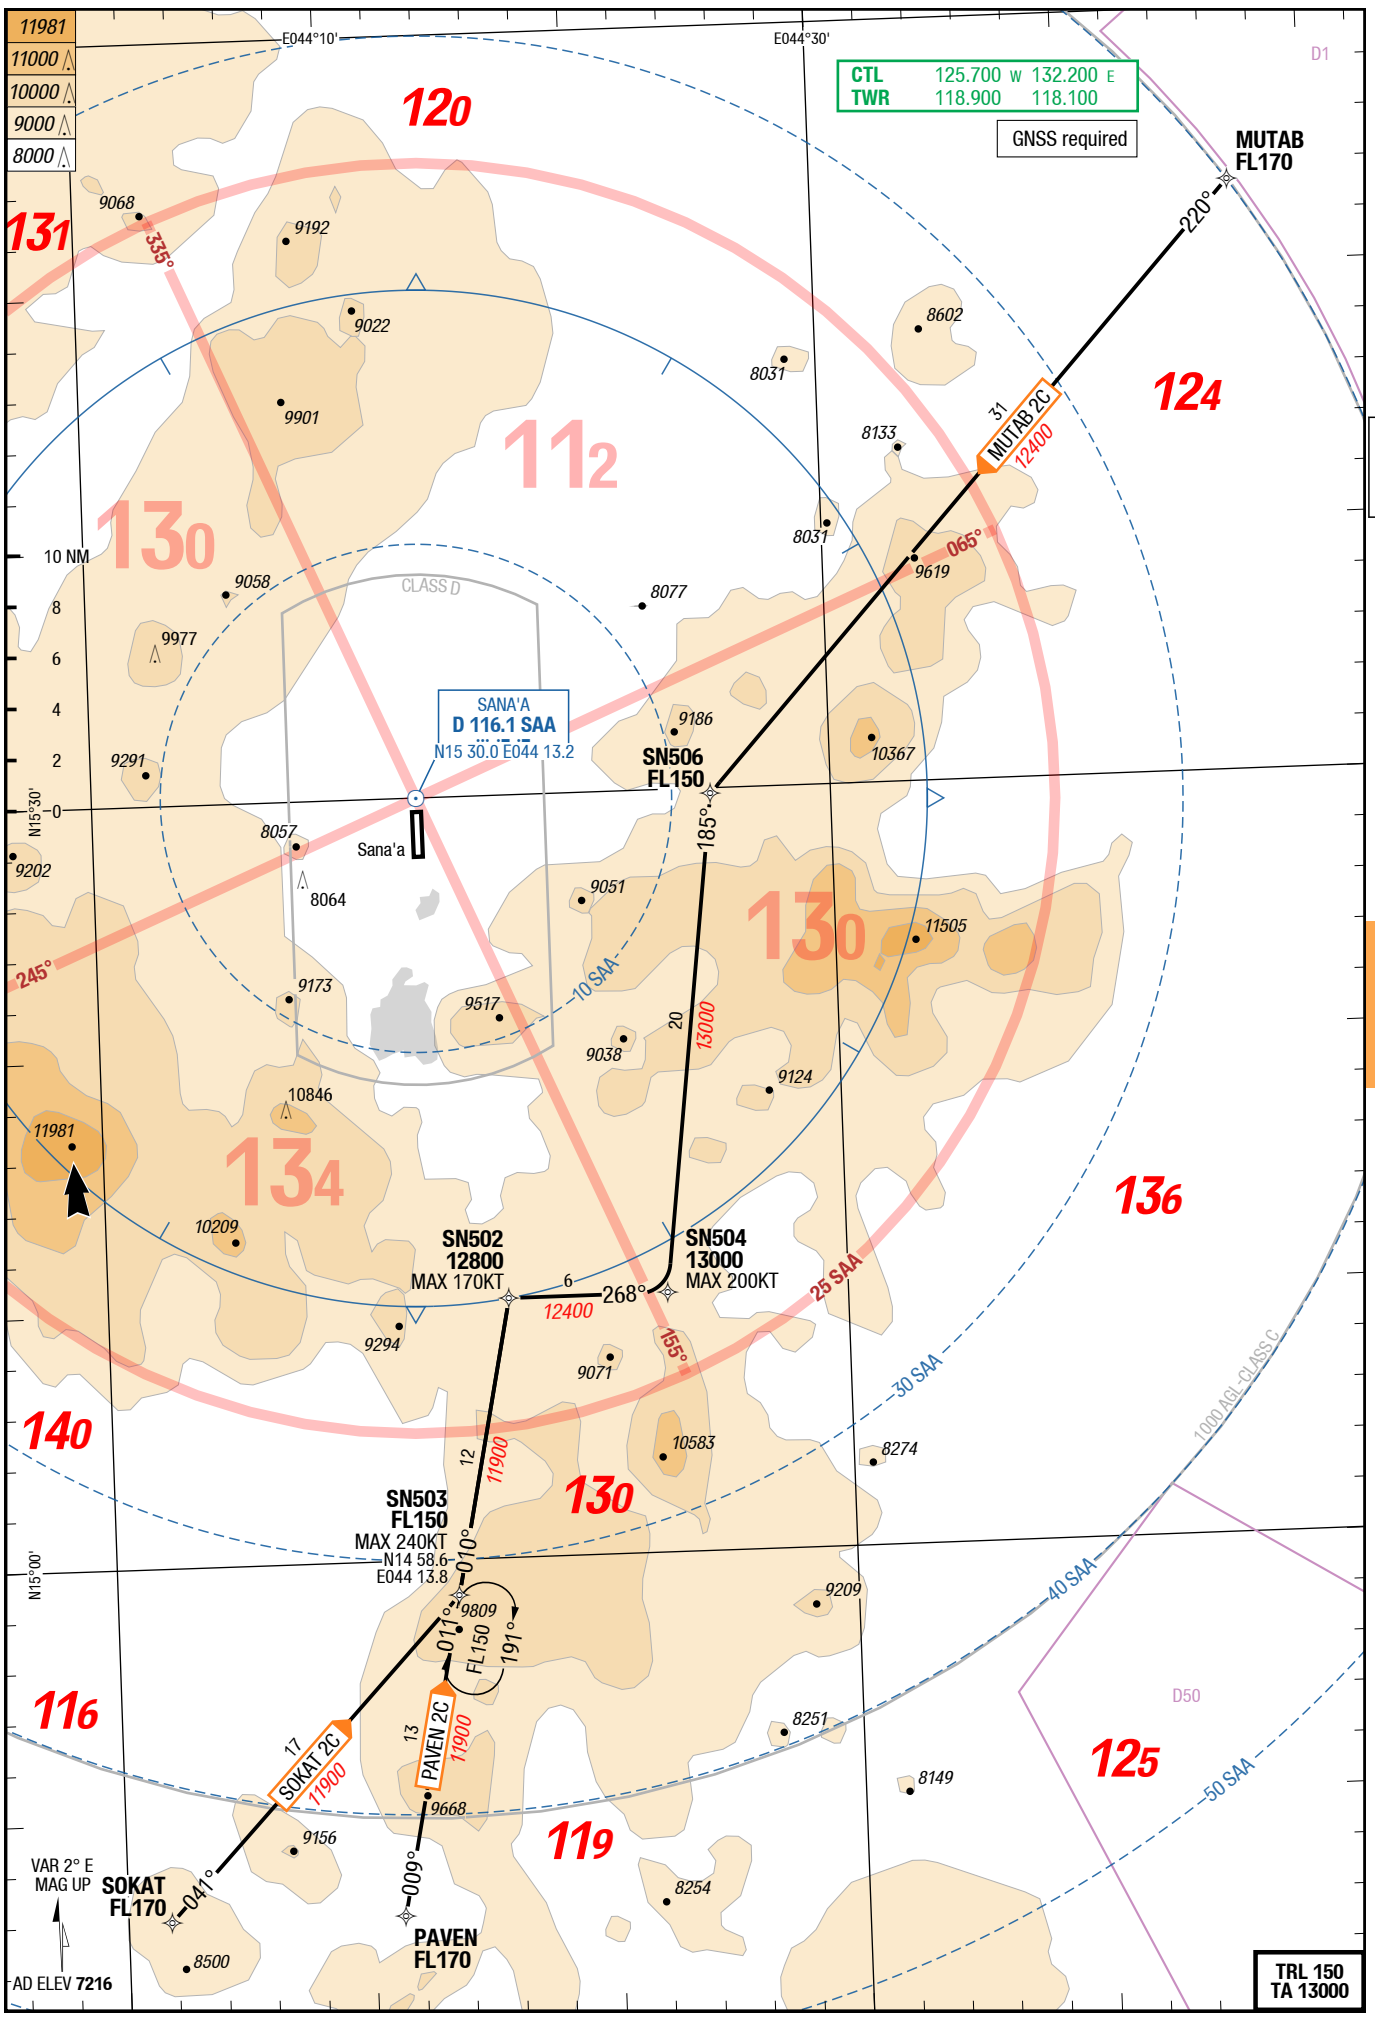 11981
11000
10000
9000
8000
E044°10'
E044°30'
CTL 125.700 W 132.200 E
TWR 118.900 118.100
GNSS required
D1
120
MUTAB
FL170
220°
9068
131
335°
9192
9022
8602
8031
124
31
MUTAB 2C
12400
9901
112
8133
130
8031
065°
9619
10 NM
8
6
4
2
0
CLASS D
9058
8077
9977
SANA'A
D 116.1 SAA
N15 30.0 E044 13.2
9186
SN506
FL150
10367
9291
N15°30'
185°
8057
Sana'a
9202
8064
9051
130
11505
245°
9173
9517
10 SAA
20
13000
9038
9124
10846
11981
134
136
10209
SN502
12800
MAX 170KT
SN504
13000
MAX 200KT
6
268°
12400
25 SAA
9294
9071
155°
30 SAA
1000 AGL-CLASS C
140
12
11900
10583
8274
130
SN503
FL150
MAX 240KT
N14 58.6
E044 13.8
010°
N15°00'
40 SAA
9209
9809
011°
FL150
191°
D50
116
17
SOKAT 2C
11900
13
PAVEN 2C
11900
8251
125
50 SAA
8149
9668
119
9156
VAR 2° E
MAG UP
SOKAT
FL170
041°
009°
8254
PAVEN
FL170
8500
AD ELEV 7216
TRL 150
TA 13000